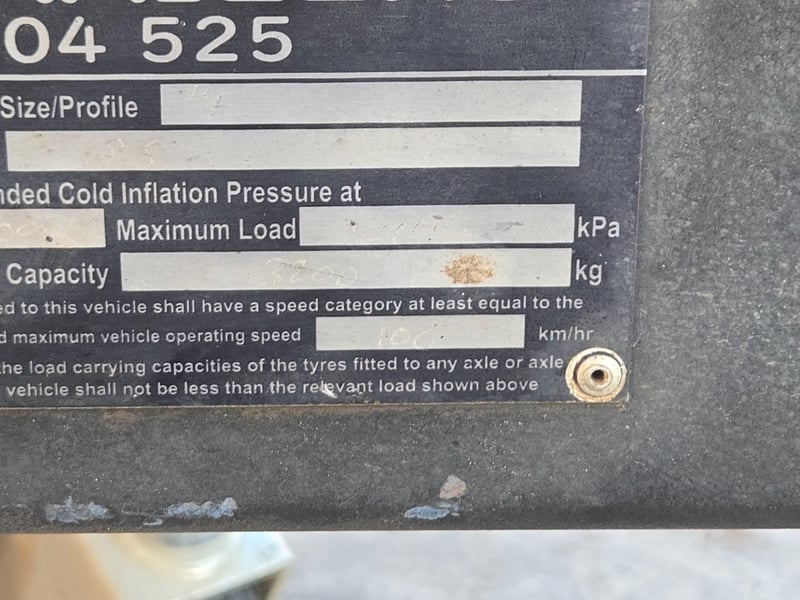 04 525
Size/Profile
Cold Inflation Pressure at
Maximum Load kPa
Capacity 3800 kg
to this vehicle shall have a speed category at least equal to the
maximum vehicle operating speed km/hr
the load carrying capacities of the tyres fitted to any axle or axle
vehicle shall not be less than the relevant load shown above